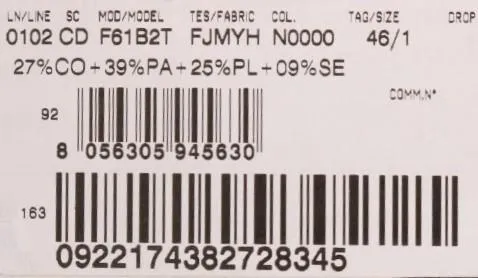 LN/LINE SC MOD/MODEL TES/FABRIC COL. TAG/SIZE DROP
0102 CD F61B2T FJMYH N0000 46/1
27%CO+39%PA+25%PL+09%SE
COMM.N°
92
8 056305 945630
163
0922174382728345